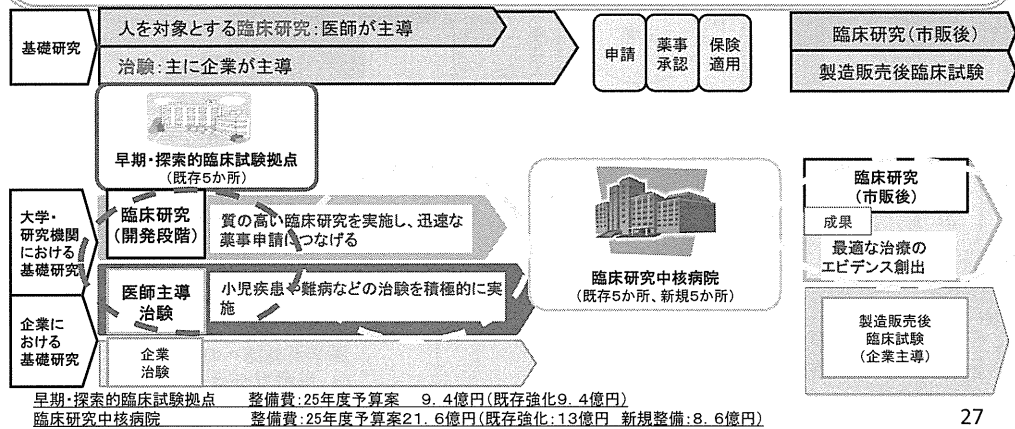 基礎研究
人を対象とする臨床研究:医師が主導
治験:主に企業が主導
申請
薬事
承認
保険
適用
臨床研究(市販後)
製造販売後臨床試験
早期・探索的臨床試験拠点
(既存5か所)
大学・
研究機関
における
基礎研究
臨床研究
(開発段階)
質の高い臨床研究を実施し、迅速な
薬事申請につなげる
医師主導
治験
小児疾患や難病などの治験を積極的に実
施
企業に
おける
基礎研究
企業
治験
臨床研究中核病院
(既存5か所、新規5か所)
臨床研究
(市販後)
成果
最適な治療の
エビデンス創出
製造販売後
臨床試験
(企業主導)
早期・探索的臨床試験拠点 整備費:25年度予算案 9.4億円(既存強化9.4億円)
臨床研究中核病院 整備費:25年度予算案21.6億円(既存強化:13億円 新規整備:8.6億円)
27